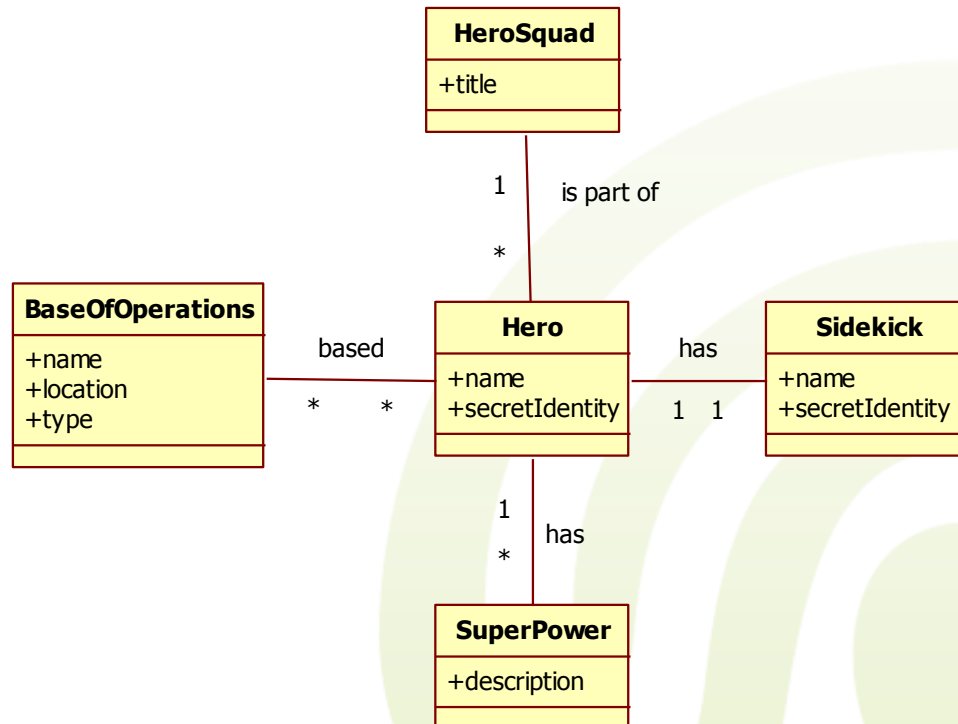 HeroSquad
+title
1
is part of
*
BaseOfOperations
+name
+location
+type
based
* *
Hero
+name
+secretIdentity
has
1 1
Sidekick
+name
+secretIdentity
1
has
*
SuperPower
+description